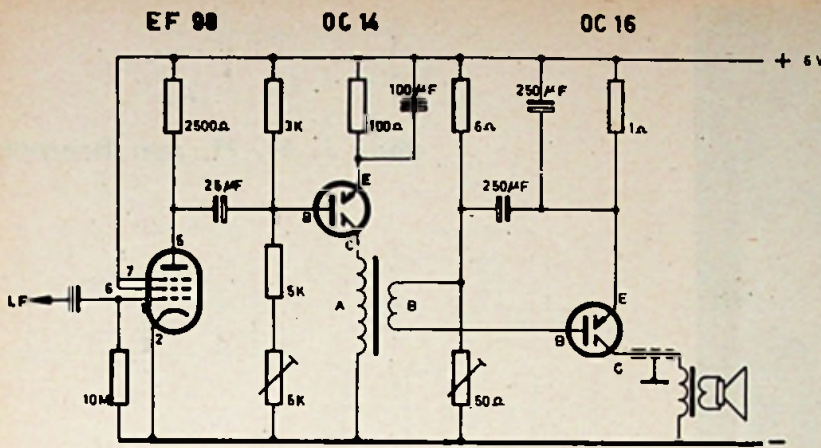 EF 98 OC 14 OC 16
+ 6V
2500Ω 3K 100Ω 100µF 6Ω 250µF 1Ω
25µF 250µF
E
B
C
5 7 6 2
LF
5K A B
E
B
C
10M 5K 50Ω
−